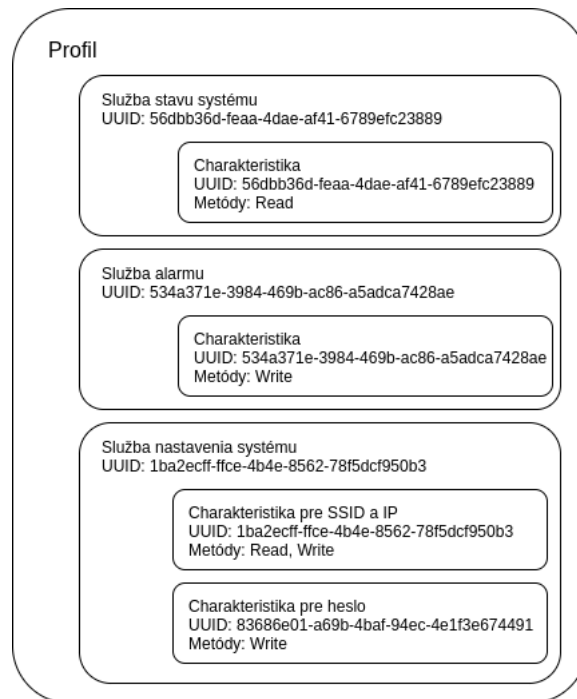 Profil
Služba stavu systému
UUID: 56dbb36d-feaa-4dae-af41-6789efc23889
Charakteristika
UUID: 56dbb36d-feaa-4dae-af41-6789efc23889
Metódy: Read
Služba alarmu
UUID: 534a371e-3984-469b-ac86-a5adca7428ae
Charakteristika
UUID: 534a371e-3984-469b-ac86-a5adca7428ae
Metódy: Write
Služba nastavenia systému
UUID: 1ba2ecff-ffce-4b4e-8562-78f5dcf950b3
Charakteristika pre SSID a IP
UUID: 1ba2ecff-ffce-4b4e-8562-78f5dcf950b3
Metódy: Read, Write
Charakteristika pre heslo
UUID: 83686e01-a69b-4baf-94ec-4e1f3e674491
Metódy: Write